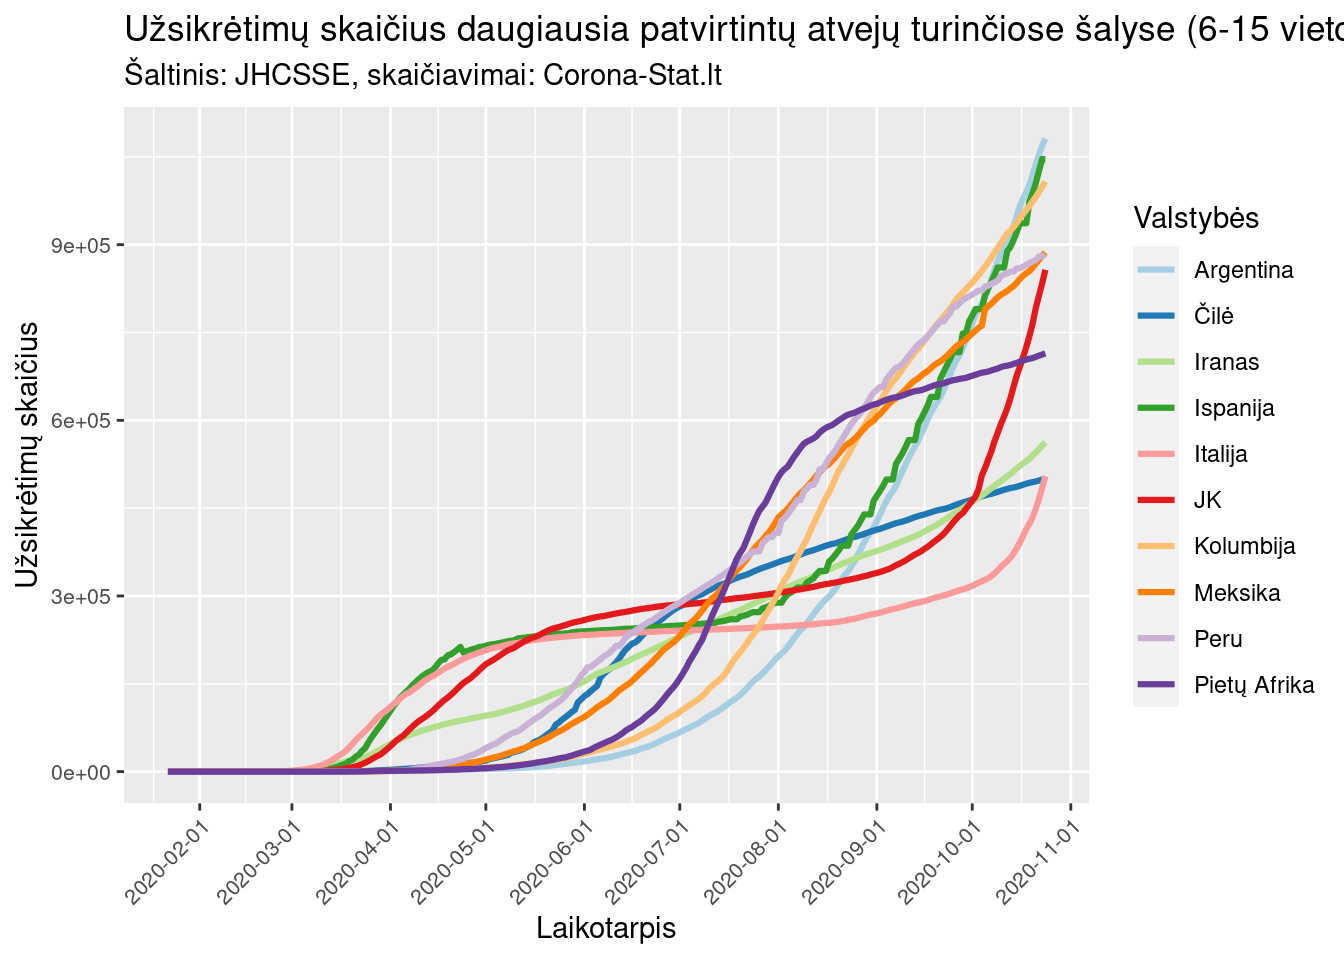 Užsikrėtimų skaičius daugiausia patvirtintų atvejų turinčiose šalyse (6-15 vieto
Šaltinis: JHCSSE, skaičiavimai: Corona-Stat.lt
Užsikrėtimų skaičius
9e+05
6e+05
3e+05
0e+00
2020-02-01
2020-03-01
2020-04-01
2020-05-01
2020-06-01
2020-07-01
2020-08-01
2020-09-01
2020-10-01
2020-11-01
Laikotarpis
Valstybės
Argentina
Čilė
Iranas
Ispanija
Italija
JK
Kolumbija
Meksika
Peru
Pietų Afrika